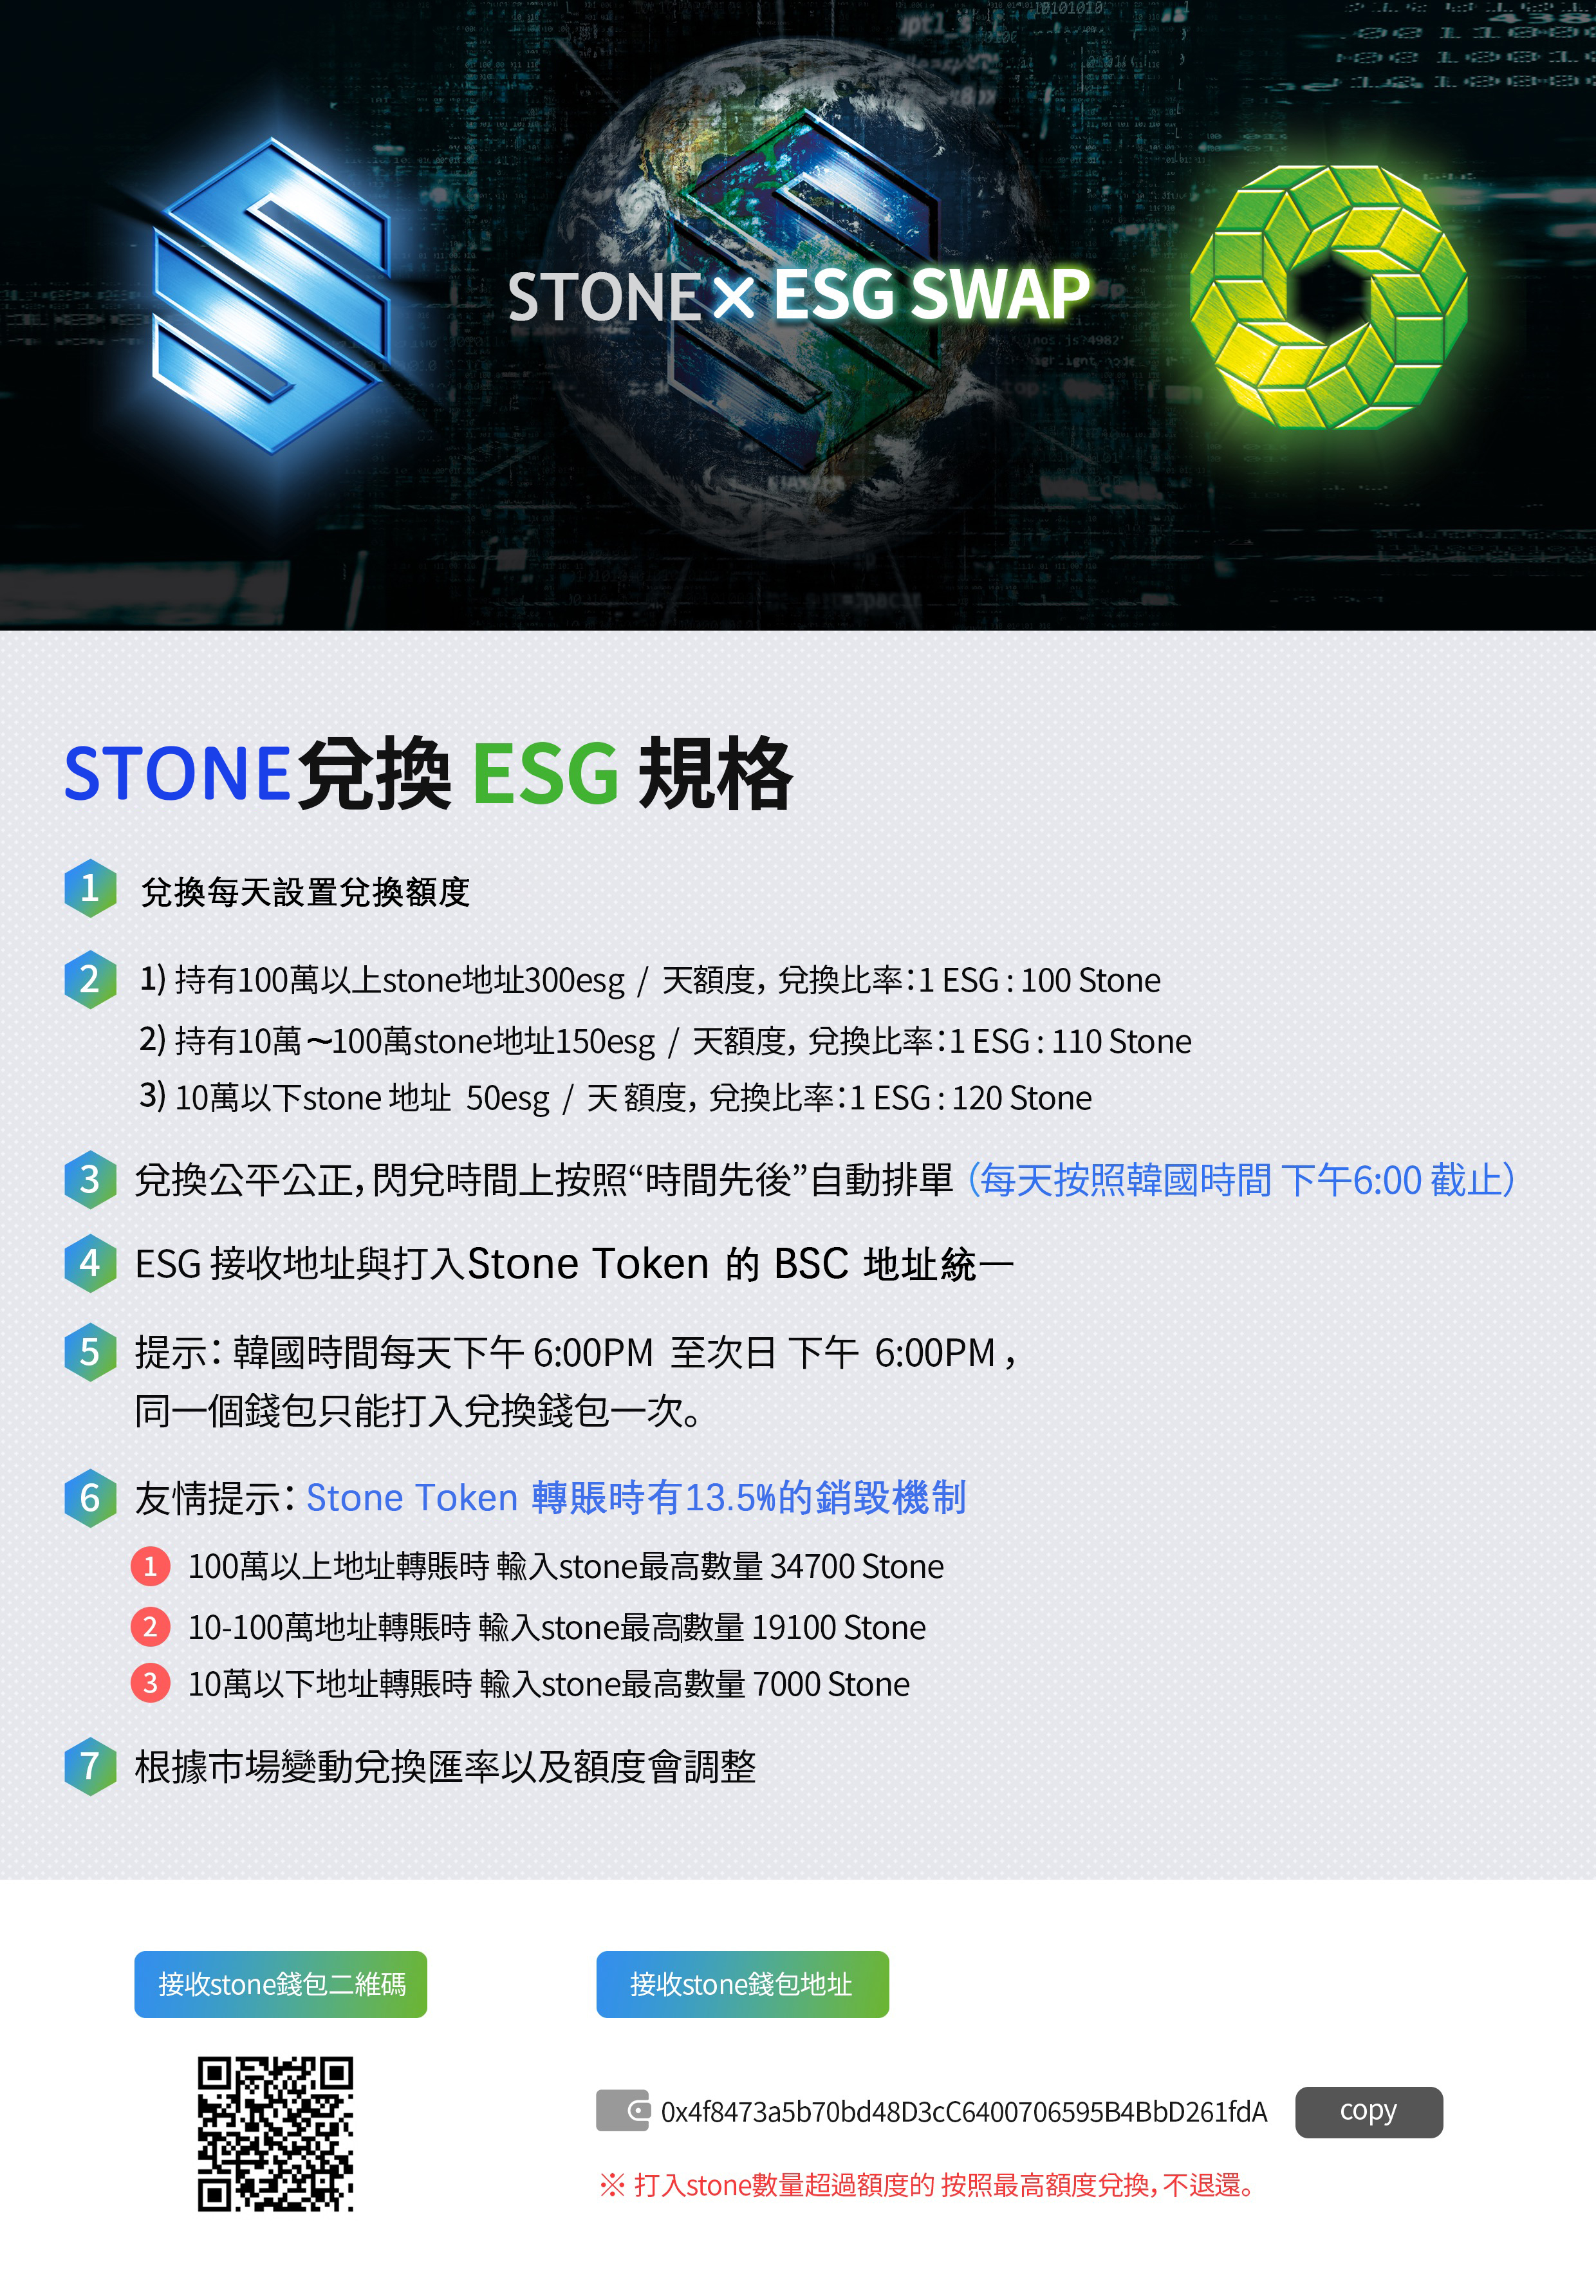 STONE × ESG SWAP
STONE兌換 ESG 規格
1 兌換每天設置兌換額度
2 1) 持有100萬以上stone地址300esg / 天額度，兌換比率：1 ESG : 100 Stone
2) 持有10萬～100萬stone地址150esg / 天額度，兌換比率：1 ESG : 110 Stone
3) 10萬以下stone 地址 50esg / 天 額度，兌換比率：1 ESG : 120 Stone
3 兌換公平公正，閃兌時間上按照“時間先後”自動排單（每天按照韓國時間 下午6:00 截止）
4 ESG 接收地址與打入Stone Token 的 BSC 地址統一
5 提示：韓國時間每天下午 6:00PM 至次日 下午 6:00PM，
同一個錢包只能打入兌換錢包一次。
6 友情提示：Stone Token 轉賬時有13.5%的銷毀機制
1 100萬以上地址轉賬時 輸入stone最高數量 34700 Stone
2 10-100萬地址轉賬時 輸入stone最高數量 19100 Stone
3 10萬以下地址轉賬時 輸入stone最高數量 7000 Stone
7 根據市場變動兌換匯率以及額度會調整
接收stone錢包二維碼
接收stone錢包地址
0x4f8473a5b70bd48D3cC6400706595B4BbD261fdA
copy
※ 打入stone數量超過額度的 按照最高額度兌換，不退還。